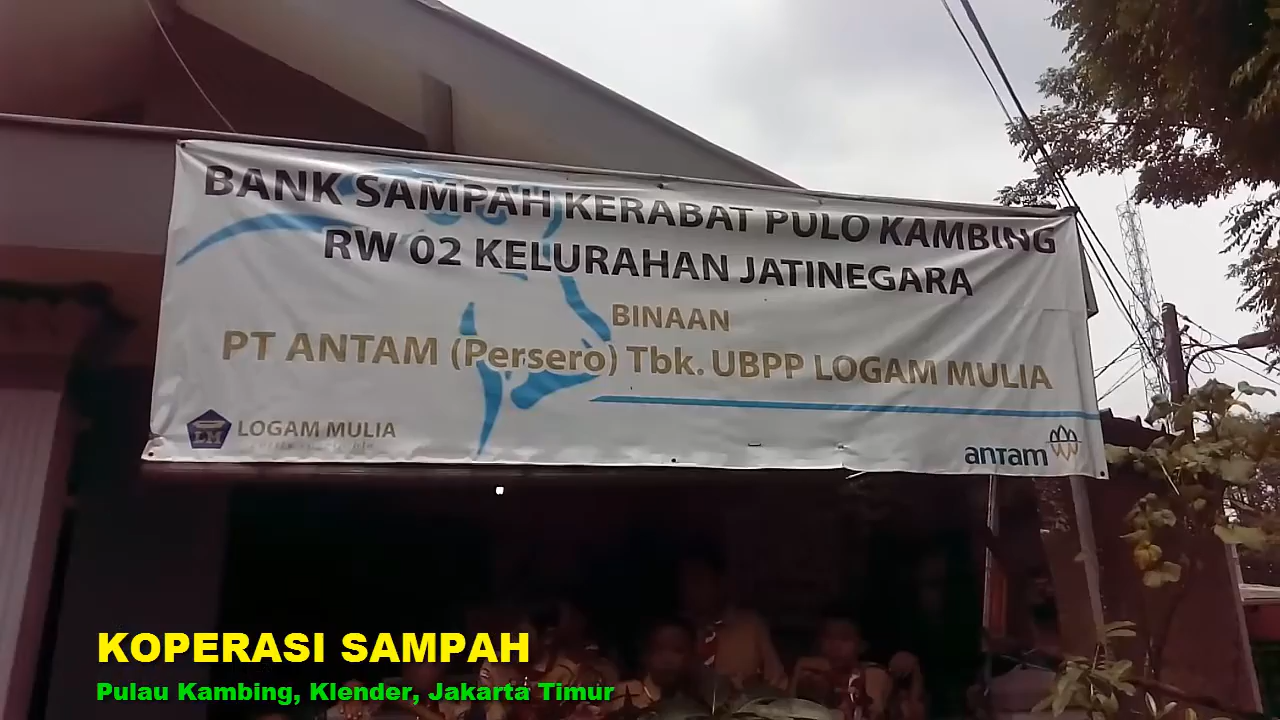 BANK SAMPAH KERABAT PULO KAMBING
RW 02 KELURAHAN JATINEGARA
BINAAN
PT ANTAM (Persero) Tbk. UBPP LOGAM MULIA
LM
LOGAM MULIA
antam
KOPERASI SAMPAH
Pulau Kambing, Klender, Jakarta Timur